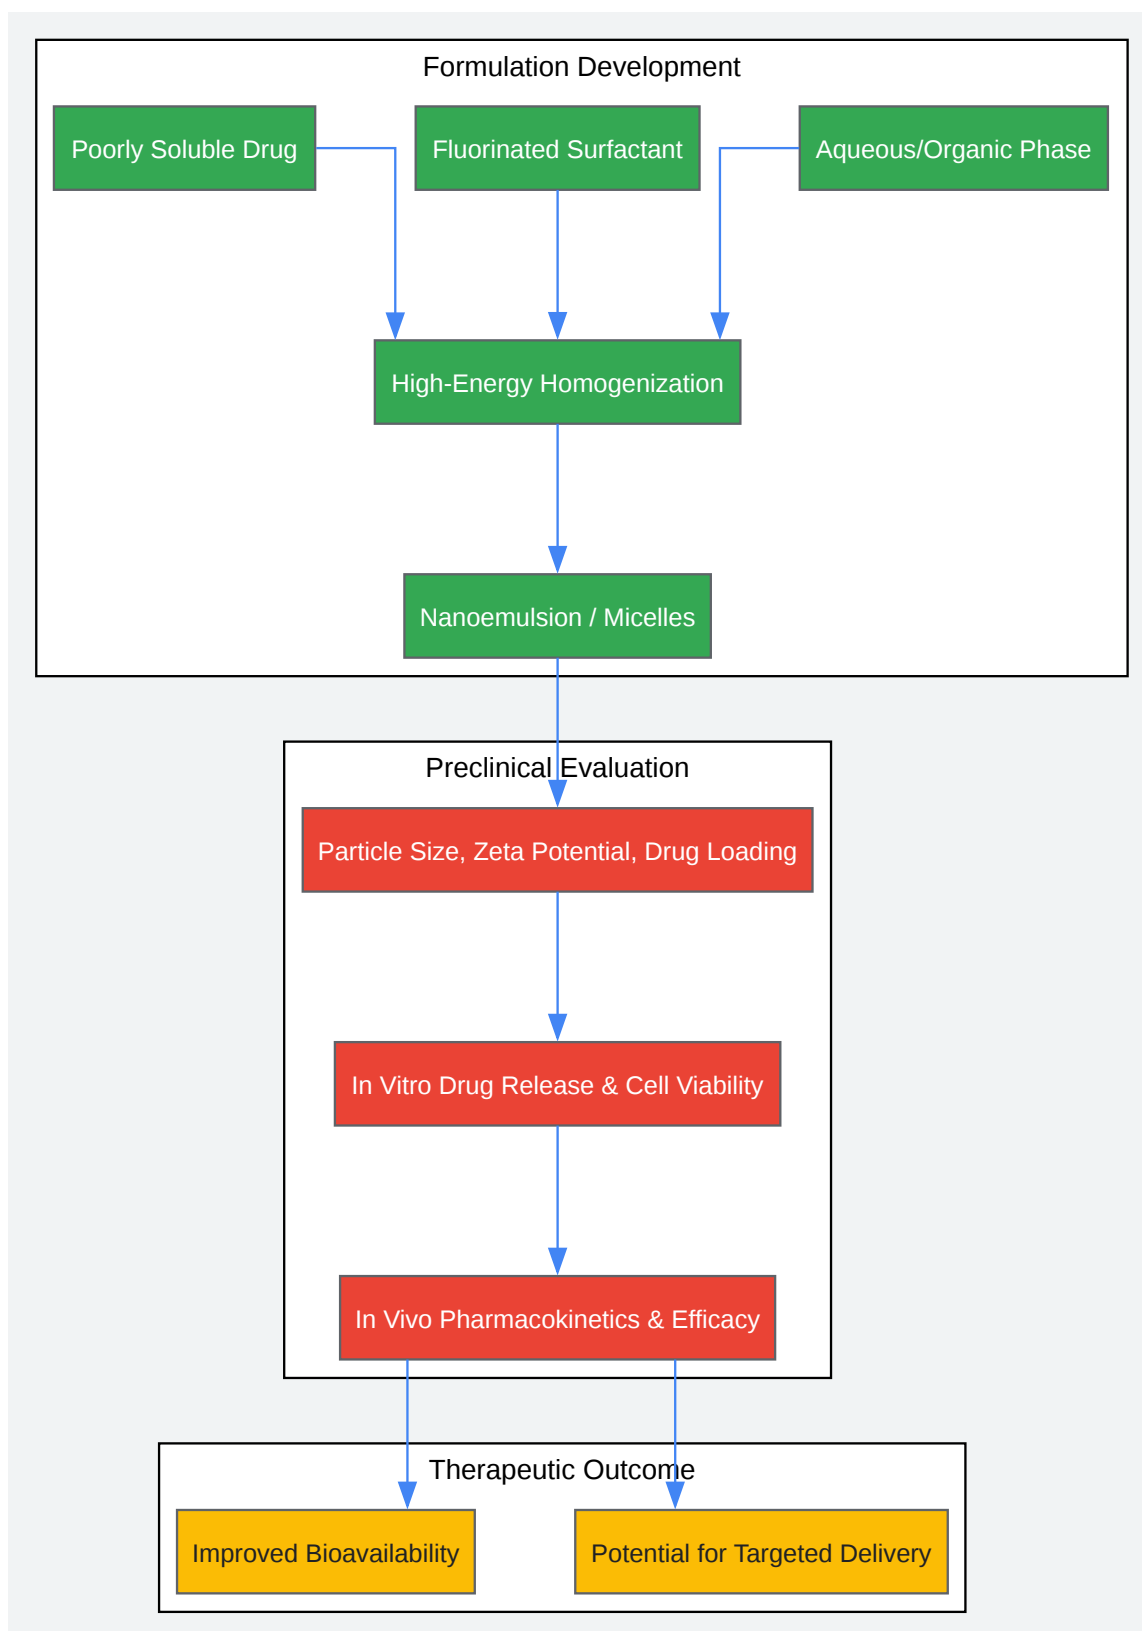 Formulation Development
Poorly Soluble Drug
Fluorinated Surfactant
Aqueous/Organic Phase
High-Energy Homogenization
Nanoemulsion / Micelles
Preclinical Evaluation
Particle Size, Zeta Potential, Drug Loading
In Vitro Drug Release & Cell Viability
In Vivo Pharmacokinetics & Efficacy
Therapeutic Outcome
Improved Bioavailability
Potential for Targeted Delivery